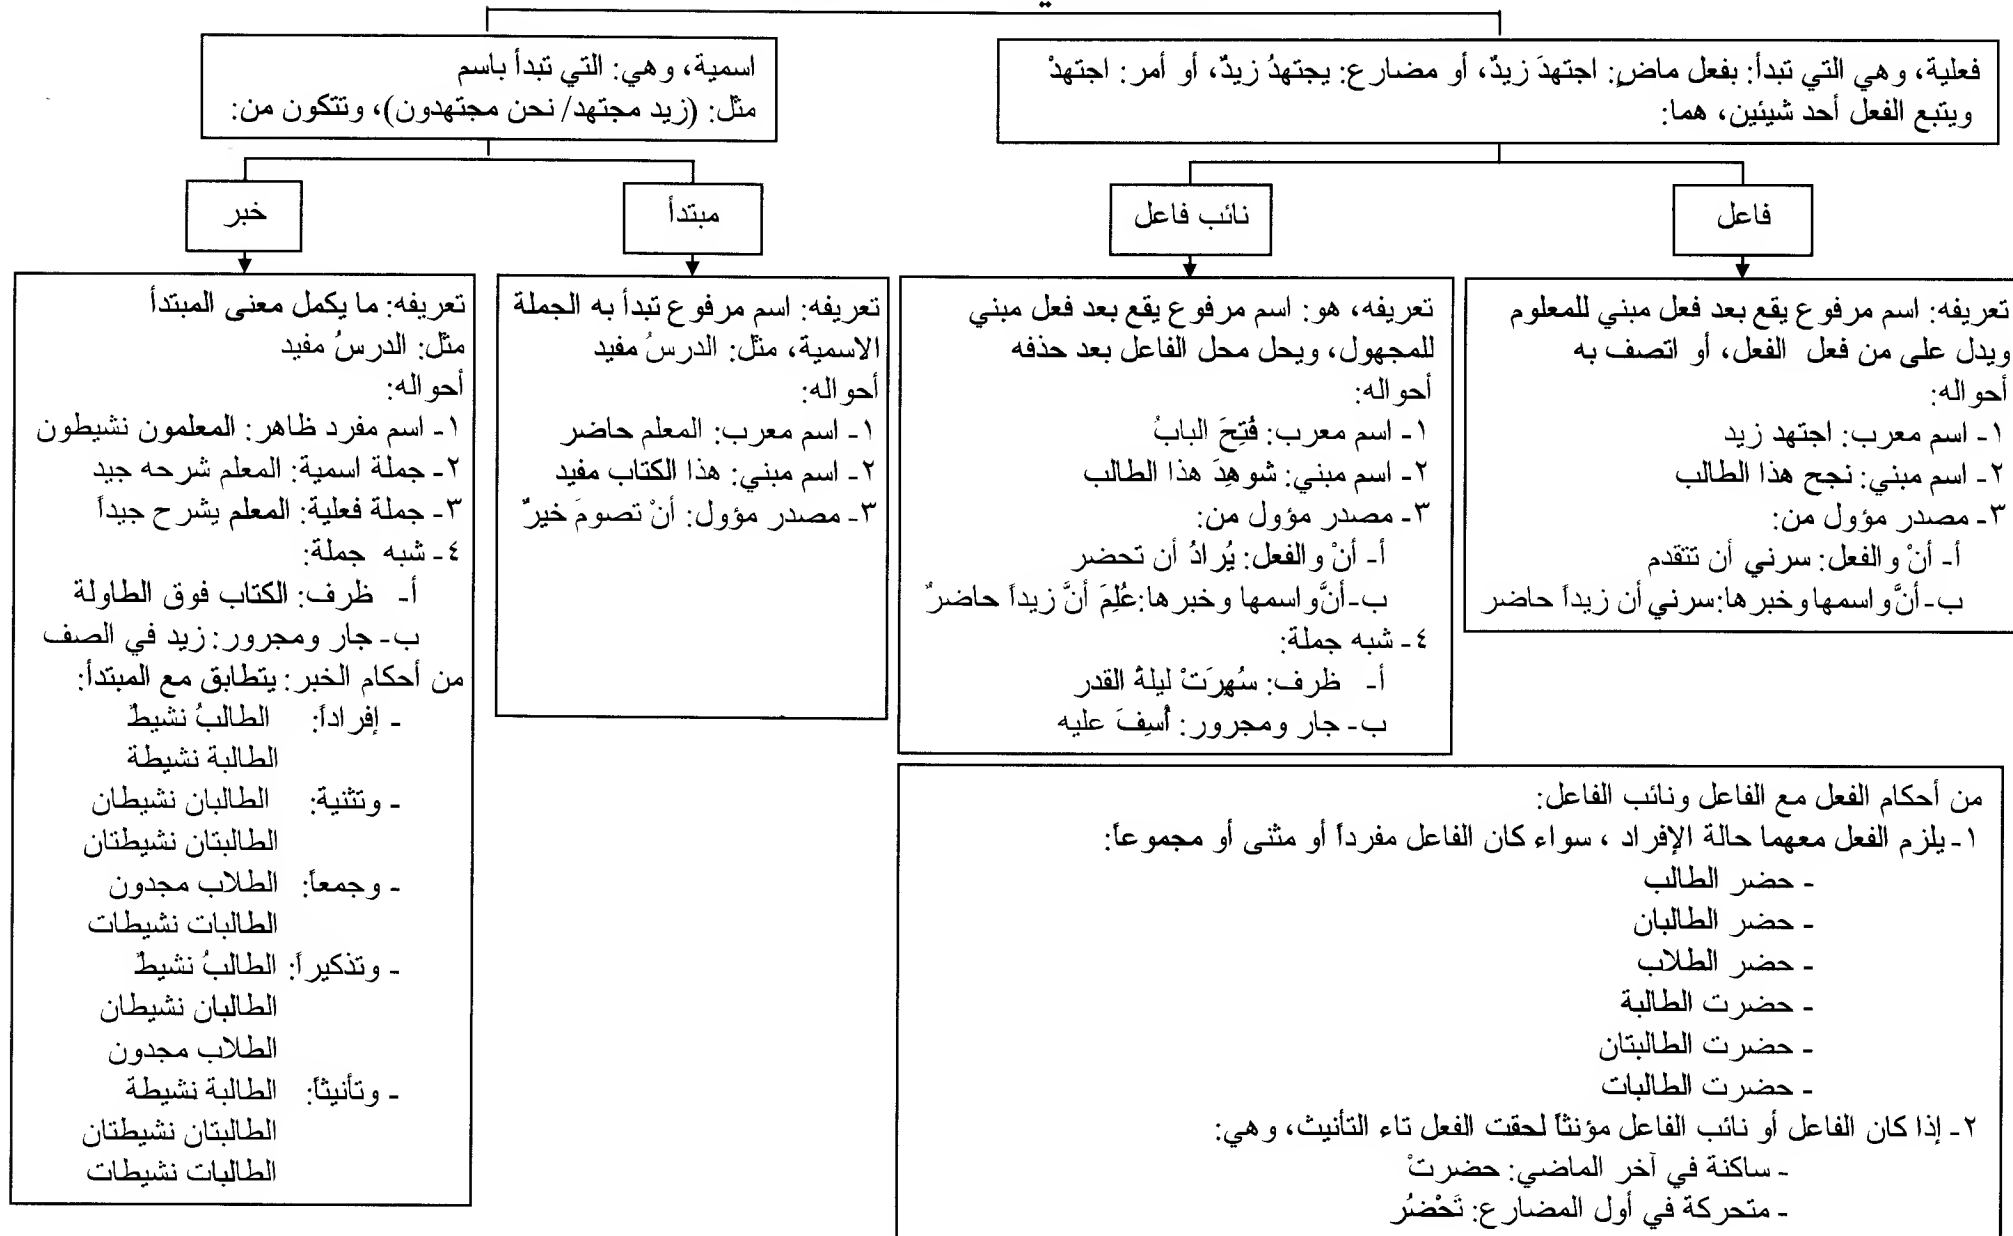 فعلية، وهي التي تبدأ: بفعل ماضٍ: اجتهدَ زيدٌ، أو مضارع: يجتهدُ زيدٌ، أو أمر: اجتهدْ
ويتبع الفعل أحد شيئين، هما:
اسمية، وهي: التي تبدأ باسم
مثل: (زيد مجتهد/ نحن مجتهدون)، وتتكون من:
فاعل
نائب فاعل
مبتدأ
خبر
تعريفه: اسم مرفوع يقع بعد فعل مبني للمعلوم
ويدل على من فعل الفعل، أو اتصف به
أحواله:
١- اسم معرب: اجتهد زيد
٢- اسم مبني: نجح هذا الطالب
٣- مصدر مؤول من:
أ- أنْ والفعل: سرني أن تتقدم
ب-أنَّ واسمها وخبرها:سرني أن زيداً حاضر
تعريفه، هو: اسم مرفوع يقع بعد فعل مبني
للمجهول، ويحل محل الفاعل بعد حذفه
أحواله:
١- اسم معرب: فُتِحَ البابُ
٢- اسم مبني: شوهِدَ هذا الطالب
٣- مصدر مؤول من:
أ- أنْ والفعل: يُرادُ أن تحضر
ب-أنَّ واسمها وخبرها:عُلِمَ أنَّ زيداً حاضرٌ
٤- شبه جملة:
أ- ظرف: سُهِرَتْ ليلةُ القدر
ب- جار ومجرور: أُسِفَ عليه
تعريفه: اسم مرفوع تبدأ به الجملة
الاسمية، مثل: الدرسُ مفيد
أحواله:
١- اسم معرب: المعلم حاضر
٢- اسم مبني: هذا الكتاب مفيد
٣- مصدر مؤول: أنْ تصومَ خيرٌ
تعريفه: ما يكمل معنى المبتدأ
مثل: الدرسُ مفيد
أحواله:
١- اسم مفرد ظاهر: المعلمون نشيطون
٢- جملة اسمية: المعلم شرحه جيد
٣- جملة فعلية: المعلم يشرح جيداً
٤- شبه جملة:
أ- ظرف: الكتاب فوق الطاولة
ب- جار ومجرور: زيد في الصف
من أحكام الخبر: يتطابق مع المبتدأ:
- إفراداً: الطالبُ نشيطٌ
الطالبة نشيطة
- وتثنية: الطالبان نشيطان
الطالبتان نشيطتان
- وجمعاً: الطلاب مجدون
الطالبات نشيطات
- وتذكيراً: الطالبُ نشيطٌ
الطالبان نشيطان
الطلاب مجدون
- وتأنيثاً: الطالبة نشيطة
الطالبتان نشيطتان
الطالبات نشيطات
من أحكام الفعل مع الفاعل ونائب الفاعل:
١- يلزم الفعل معهما حالة الإفراد ، سواء كان الفاعل مفرداً أو مثنى أو مجموعاً:
- حضر الطالب
- حضر الطالبان
- حضر الطلاب
- حضرت الطالبة
- حضرت الطالبتان
- حضرت الطالبات
٢- إذا كان الفاعل أو نائب الفاعل مؤنثاً لحقت الفعل تاء التأنيث، وهي:
- ساكنة في آخر الماضي: حضرتْ
- متحركة في أول المضارع: تَحْضرُ